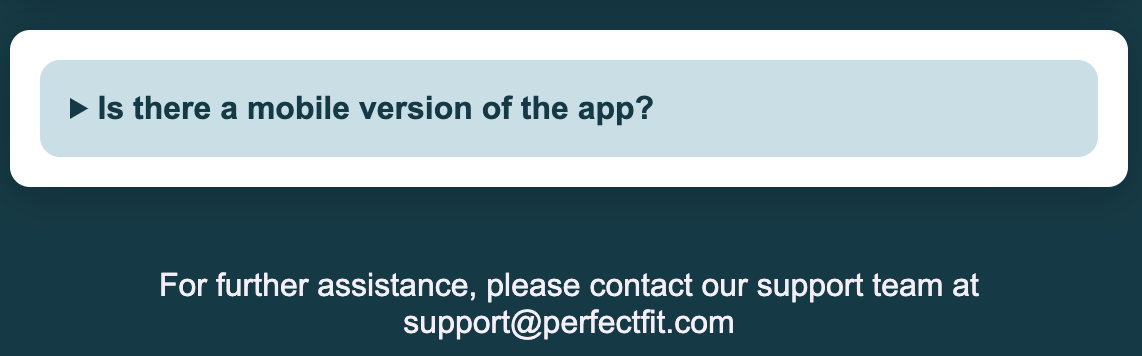 Is there a mobile version of the app?
For further assistance, please contact our support team at
support@perfectfit.com